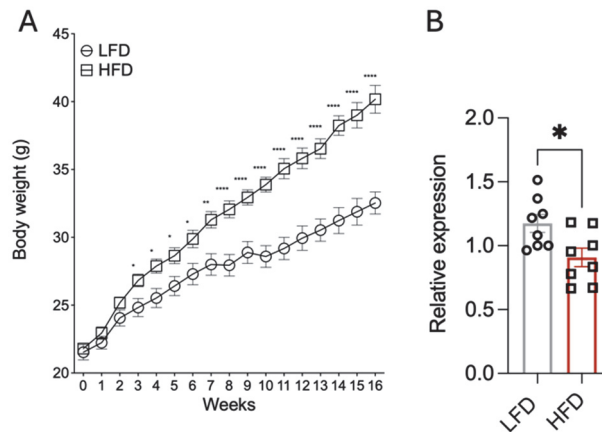 A
LFD
HFD
Body weight (g)
45
40
35
30
25
20
* * * * ** **** **** **** **** **** **** **** **** ****
0 1 2 3 4 5 6 7 8 9 10 11 12 13 14 15 16
Weeks
B
Relative expression
2.0
1.5
1.0
0.5
0.0
*
LFD HFD